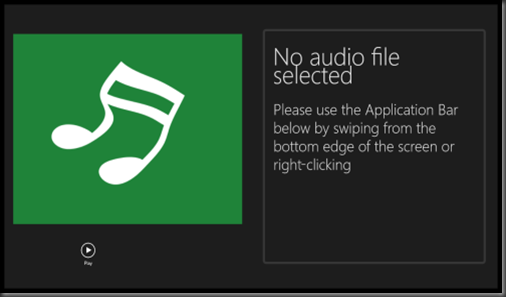 No audio file
selected
Please use the Application Bar
below by swiping from the
bottom edge of the screen or
right-clicking
Play